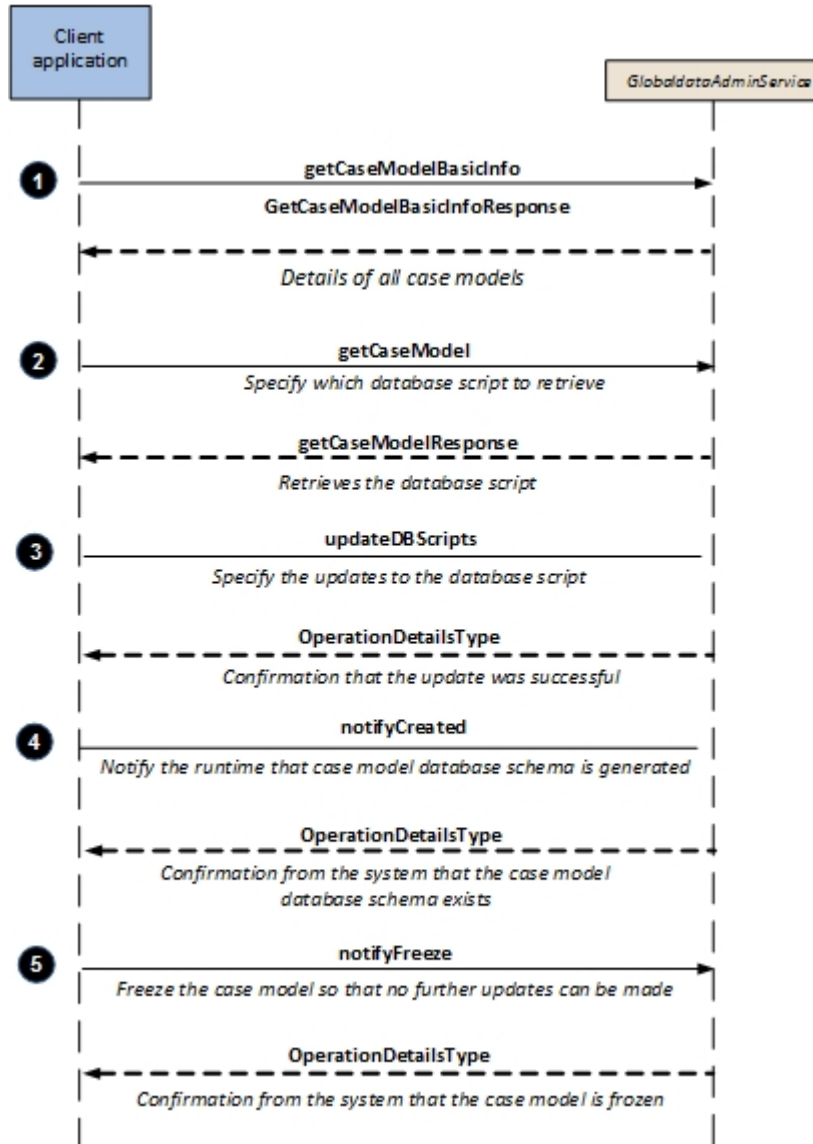 Client
application
GlobaldataAdminService
1
getCaseModelBasicInfo
GetCaseModelBasicInfoResponse
Details of all case models
2
getCaseModel
Specify which database script to retrieve
getCaseModelResponse
Retrieves the database script
3
updateDBScripts
Specify the updates to the database script
OperationDetailsType
Confirmation that the update was successful
4
notifyCreated
Notify the runtime that case model database schema is generated
OperationDetailsType
Confirmation from the system that the case model
database schema exists
5
notifyFreeze
Freeze the case model so that no further updates can be made
OperationDetailsType
Confirmation from the system that the case model is frozen